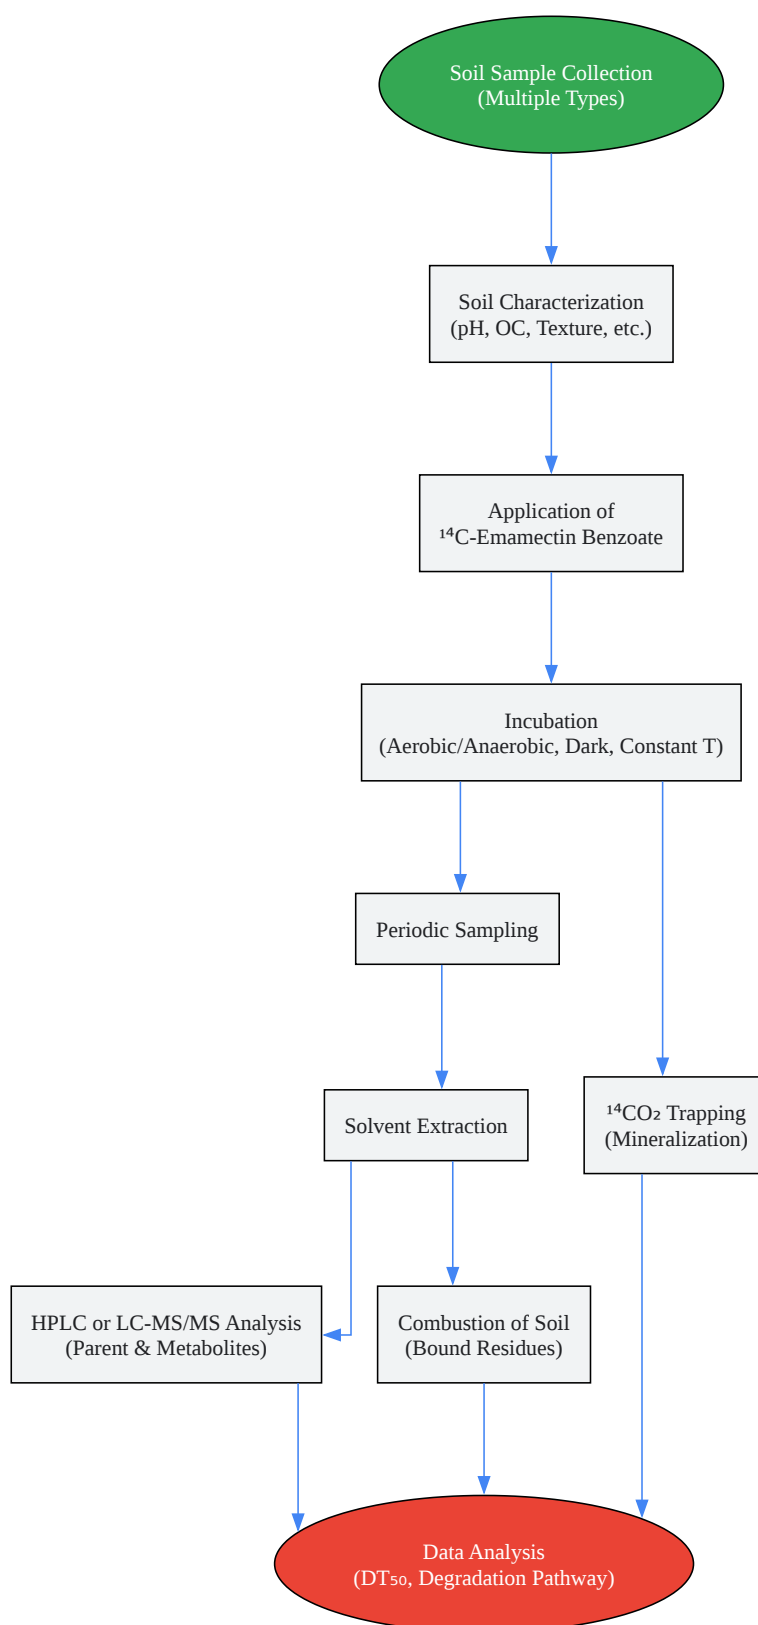 Soil Sample Collection
(Multiple Types)
Soil Characterization
(pH, OC, Texture, etc.)
Application of
¹⁴C-Emamectin Benzoate
Incubation
(Aerobic/Anaerobic, Dark, Constant T)
Periodic Sampling
Solvent Extraction
¹⁴CO₂ Trapping
(Mineralization)
HPLC or LC-MS/MS Analysis
(Parent & Metabolites)
Combustion of Soil
(Bound Residues)
Data Analysis
(DT₅₀, Degradation Pathway)